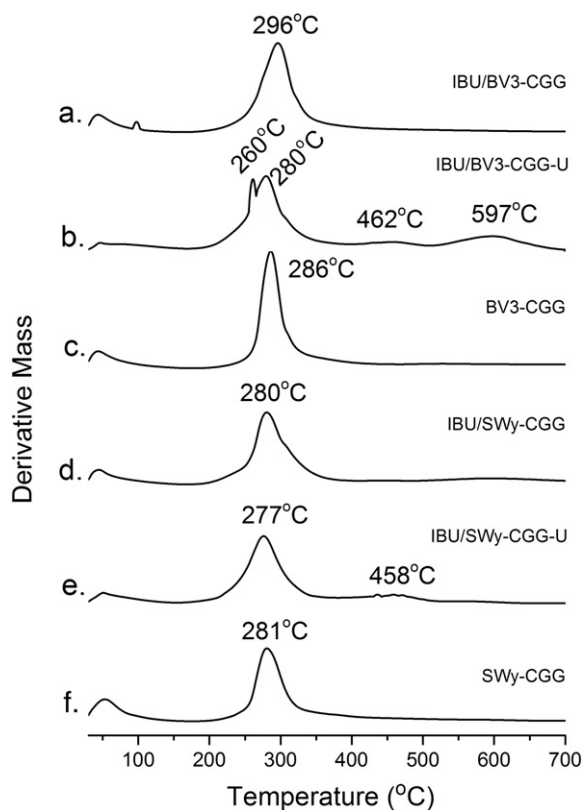 296°C
IBU/BV3-CGG
a.
260°C
280°C
IBU/BV3-CGG-U
462°C
597°C
b.
286°C
BV3-CGG
c.
280°C
IBU/SWy-CGG
d.
277°C
IBU/SWy-CGG-U
458°C
e.
281°C
SWy-CGG
f.
Derivative Mass
100 200 300 400 500 600 700
Temperature (°C)